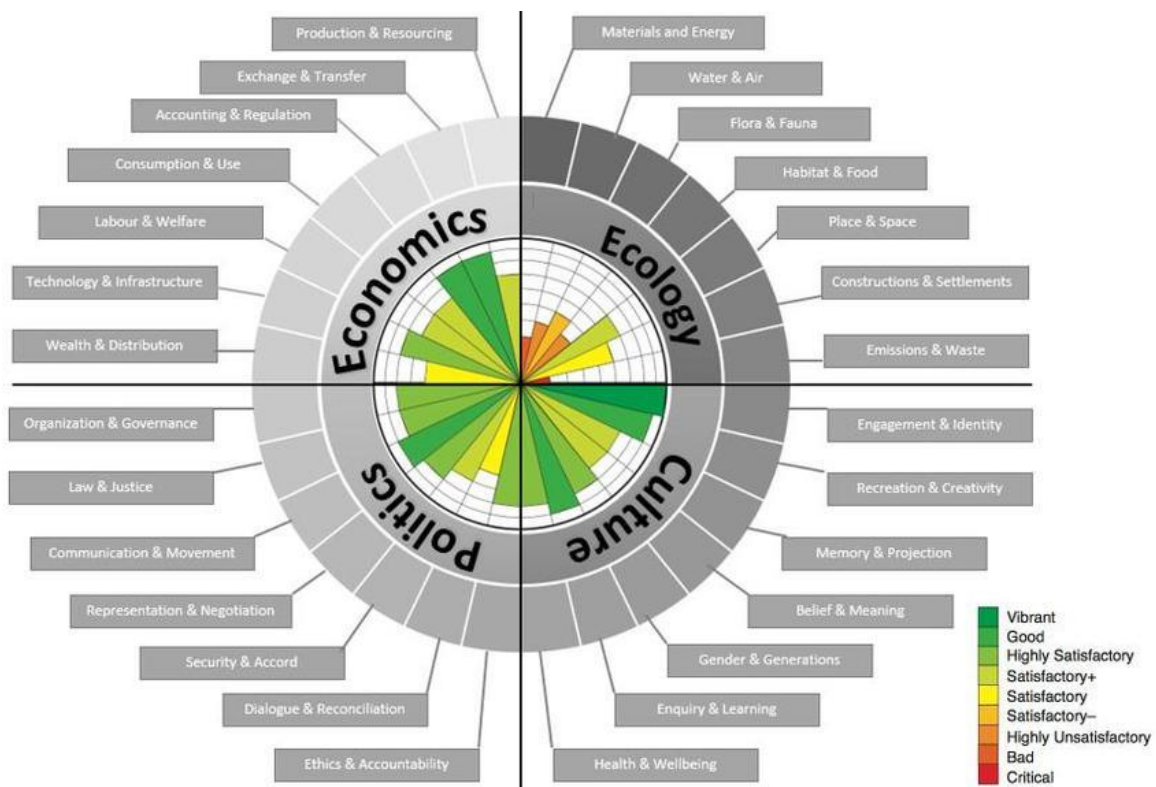 Production & Resourcing
Exchange & Transfer
Accounting & Regulation
Consumption & Use
Labour & Welfare
Technology & Infrastructure
Wealth & Distribution
Materials and Energy
Water & Air
Flora & Fauna
Habitat & Food
Place & Space
Constructions & Settlements
Emissions & Waste
Economics
Ecology
Politics
Culture
Organization & Governance
Law & Justice
Communication & Movement
Representation & Negotiation
Security & Accord
Dialogue & Reconciliation
Ethics & Accountability
Engagement & Identity
Recreation & Creativity
Memory & Projection
Belief & Meaning
Gender & Generations
Enquiry & Learning
Health & Wellbeing
Vibrant
Good
Highly Satisfactory
Satisfactory+
Satisfactory
Satisfactory–
Highly Unsatisfactory
Bad
Critical